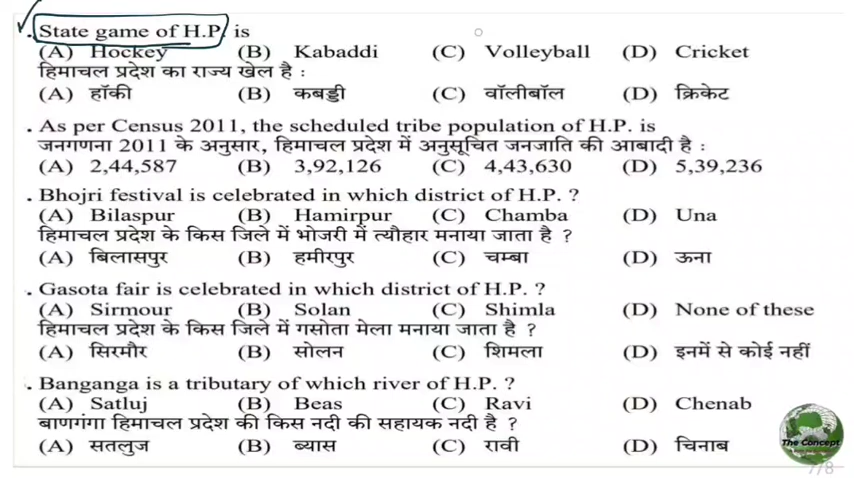 . State game of H.P. is
(A) Hockey (B) Kabaddi (C) Volleyball (D) Cricket
हिमाचल प्रदेश का राज्य खेल है :
(A) हॉकी (B) कबड्डी (C) वॉलीबॉल (D) क्रिकेट
. As per Census 2011, the scheduled tribe population of H.P. is
जनगणना 2011 के अनुसार, हिमाचल प्रदेश में अनुसूचित जनजाति की आबादी है :
(A) 2,44,587 (B) 3,92,126 (C) 4,43,630 (D) 5,39,236
. Bhojri festival is celebrated in which district of H.P. ?
(A) Bilaspur (B) Hamirpur (C) Chamba (D) Una
हिमाचल प्रदेश के किस जिले में भोजरी में त्यौहार मनाया जाता है ?
(A) बिलासपुर (B) हमीरपुर (C) चम्बा (D) ऊना
. Gasota fair is celebrated in which district of H.P. ?
(A) Sirmour (B) Solan (C) Shimla (D) None of these
हिमाचल प्रदेश के किस जिले में गसोता मेला मनाया जाता है ?
(A) सिरमौर (B) सोलन (C) शिमला (D) इनमें से कोई नहीं
. Banganga is a tributary of which river of H.P. ?
(A) Satluj (B) Beas (C) Ravi (D) Chenab
बाणगंगा हिमाचल प्रदेश की किस नदी की सहायक नदी है ?
(A) सतलुज (B) ब्यास (C) रावी (D) चिनाब
The Concept
7/8